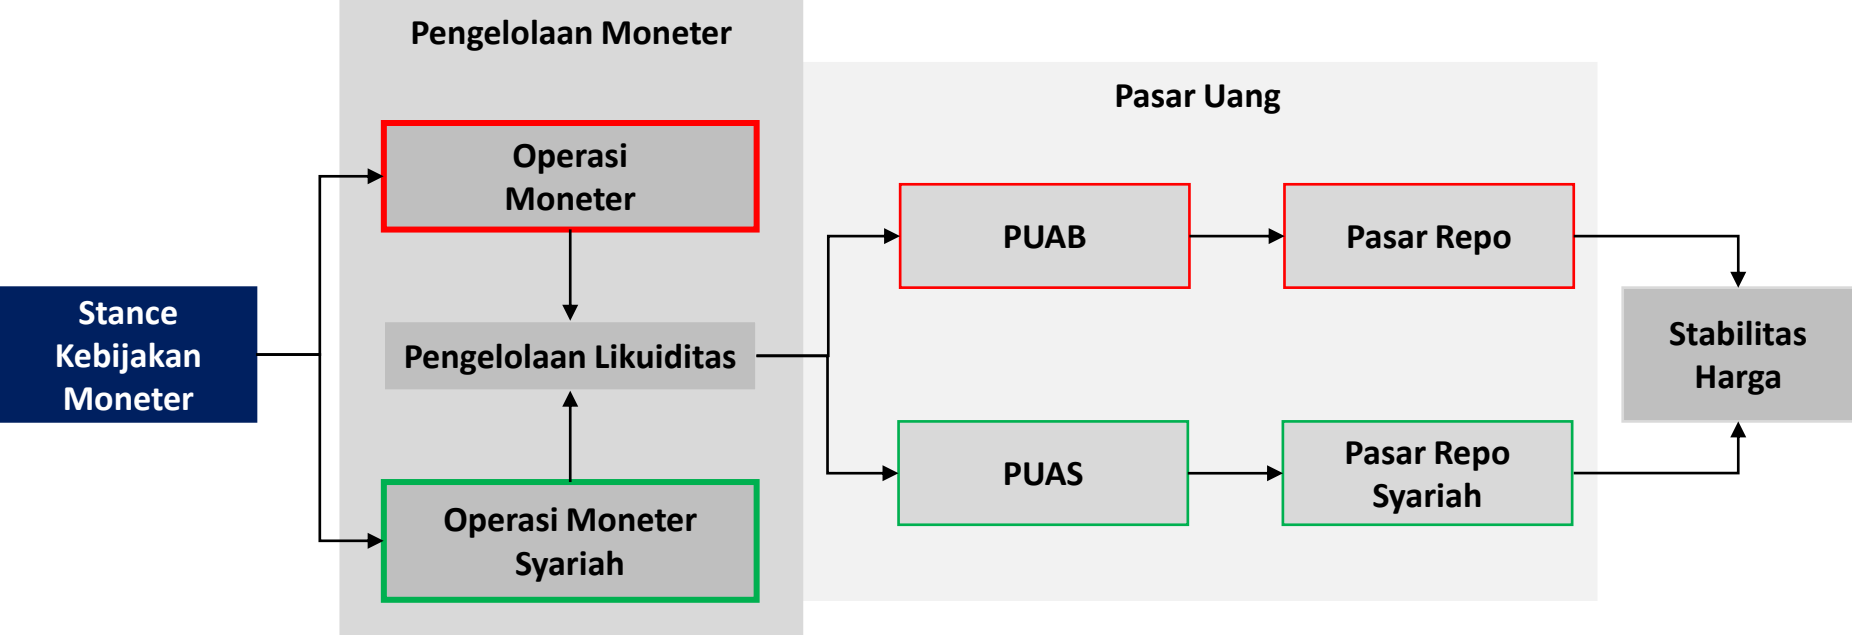 Pengelolaan Moneter
Pasar Uang
Operasi
Moneter
PUAB
Pasar Repo
Stance
Kebijakan
Moneter
Pengelolaan Likuiditas
Stabilitas
Harga
Operasi Moneter
Syariah
PUAS
Pasar Repo
Syariah